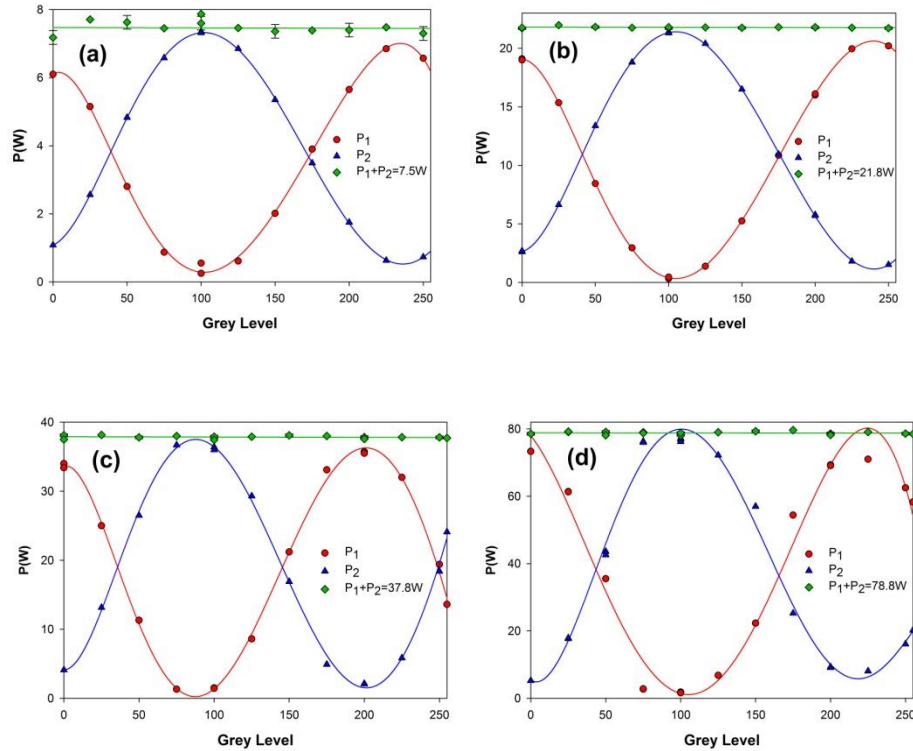 (a)
8
6
4
2
0
P(W)
P₁
P₂
P₁+P₂=7.5W
0 50 100 150 200 250
Grey Level
(b)
20
15
10
5
0
P(W)
P₁
P₂
P₁+P₂=21.8W
0 50 100 150 200 250
Grey Level
(c)
40
30
20
10
0
P(W)
P₁
P₂
P₁+P₂=37.8W
0 50 100 150 200 250
Grey Level
(d)
80
60
40
20
0
P(W)
P₁
P₂
P₁+P₂=78.8W
0 50 100 150 200 250
Grey Level